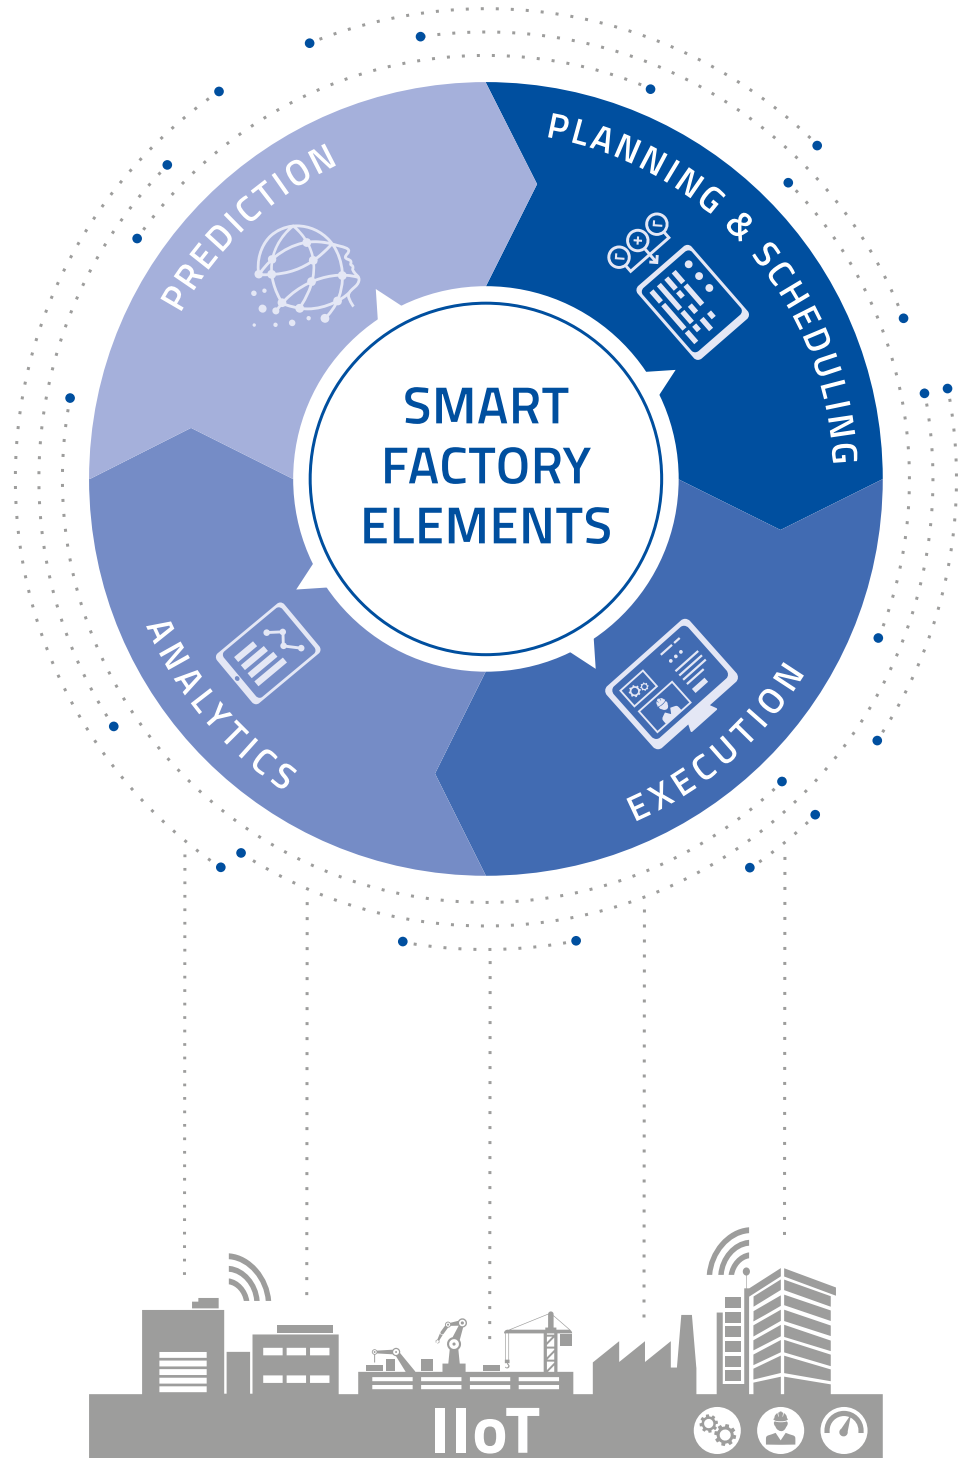 PREDICTION
PLANNING & SCHEDULING
SMART
FACTORY
ELEMENTS
ANALYTICS
EXECUTION
IIoT